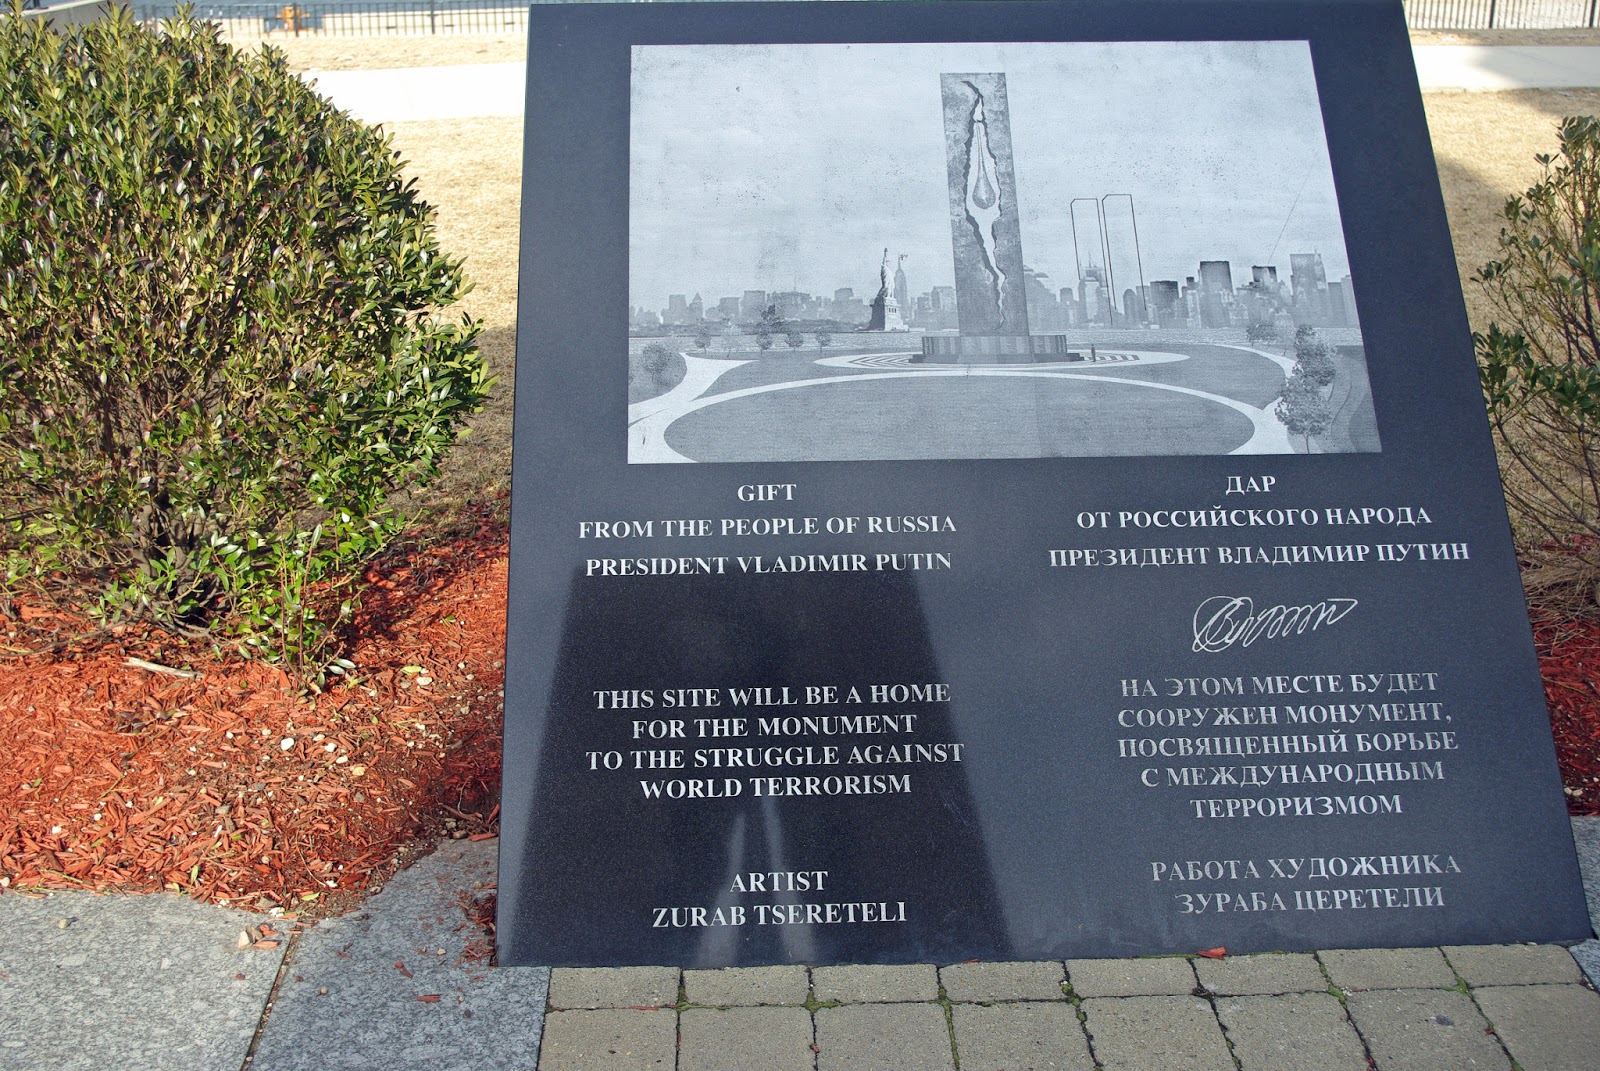 GIFT
FROM THE PEOPLE OF RUSSIA
PRESIDENT VLADIMIR PUTIN
THIS SITE WILL BE A HOME
FOR THE MONUMENT
TO THE STRUGGLE AGAINST
WORLD TERRORISM
ARTIST
ZURAB TSERETELI
ДАР
ОТ РОССИЙСКОГО НАРОДА
ПРЕЗИДЕНТ ВЛАДИМИР ПУТИН
НА ЭТОМ МЕСТЕ БУДЕТ
СООРУЖЕН МОНУМЕНТ,
ПОСВЯЩЕННЫЙ БОРЬБЕ
С МЕЖДУНАРОДНЫМ
ТЕРРОРИЗМОМ
РАБОТА ХУДОЖНИКА
ЗУРАБА ЦЕРЕТЕЛИ